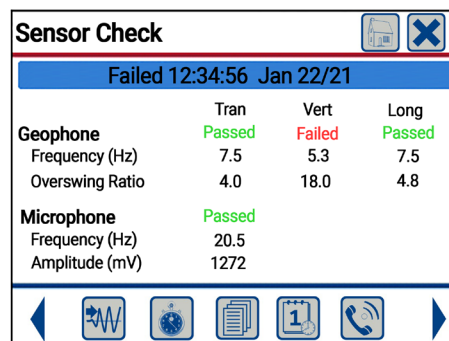 Sensor Check
Failed 12:34:56 Jan 22/21
Tran Vert Long
Geophone Passed Failed Passed
Frequency (Hz) 7.5 5.3 7.5
Overswing Ratio 4.0 18.0 4.8
Microphone Passed
Frequency (Hz) 20.5
Amplitude (mV) 1272
1